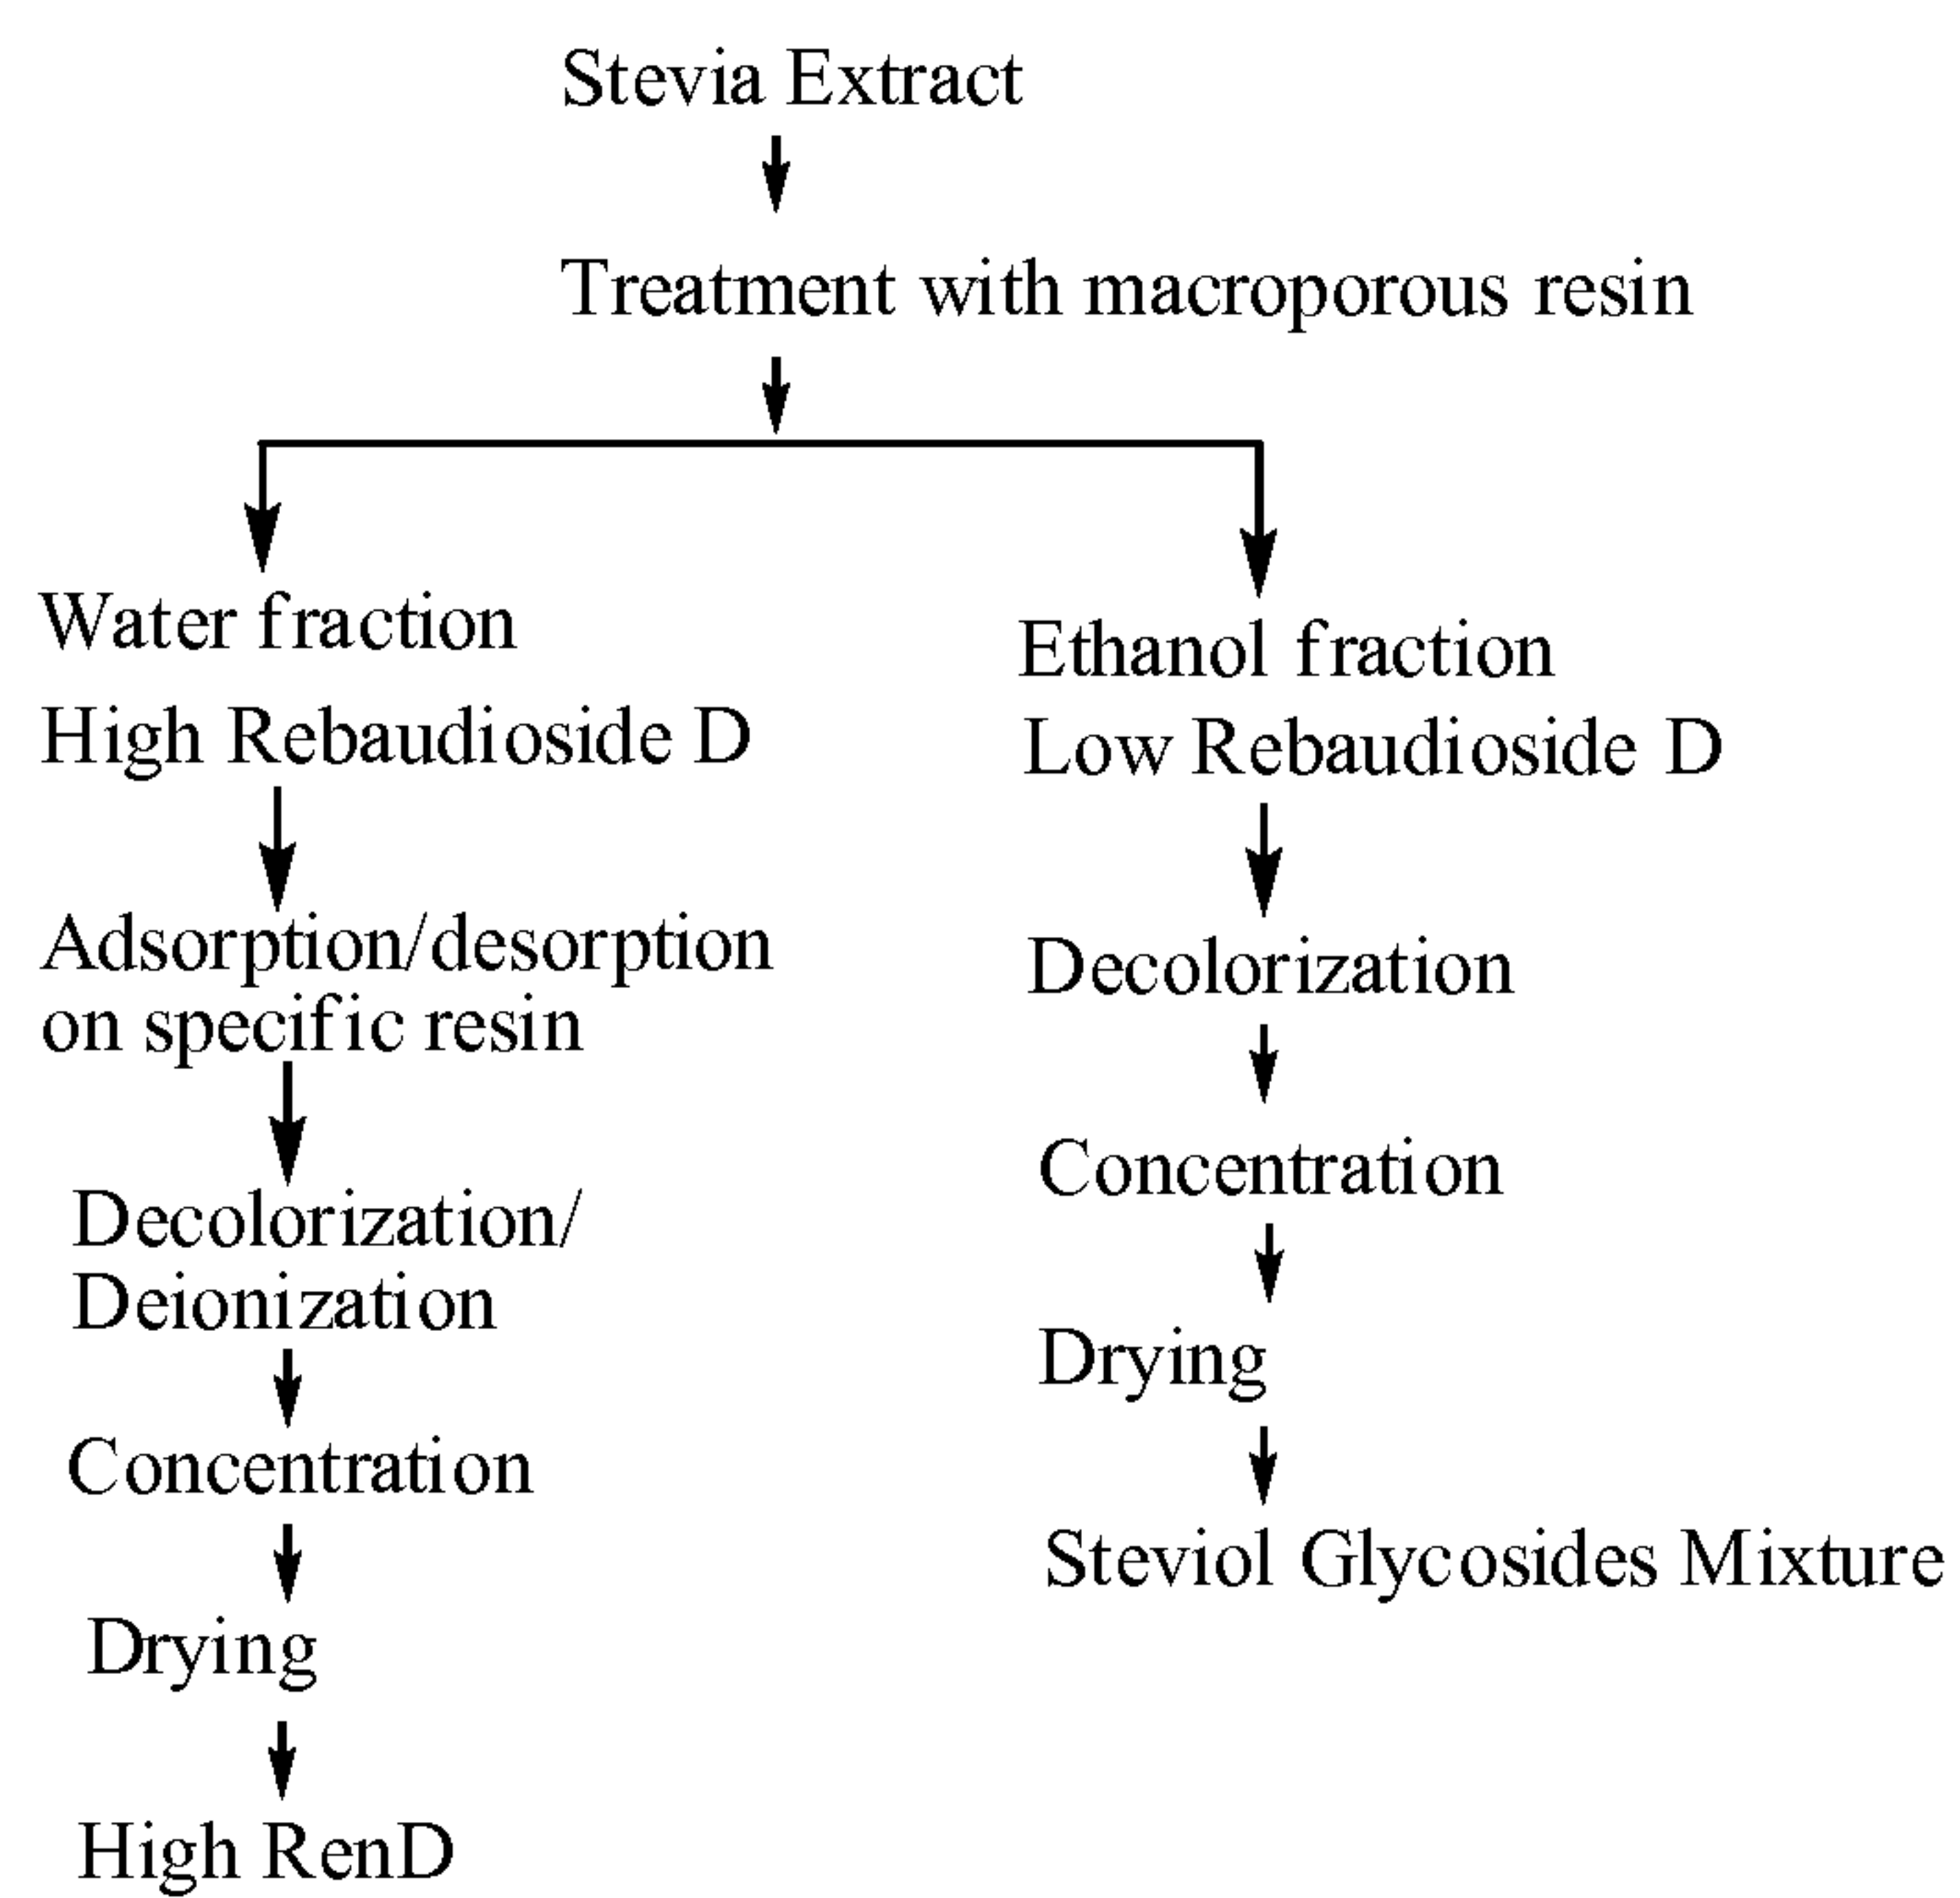 Stevia Extract
Treatment with macroporous resin
Water fraction
High Rebaudioside D
Adsorption/desorption
on specific resin
Decolorization/
Deionization
Concentration
Drying
High RenD
Ethanol fraction
Low Rebaudioside D
Decolorization
Concentration
Drying
Steviol Glycosides Mixture